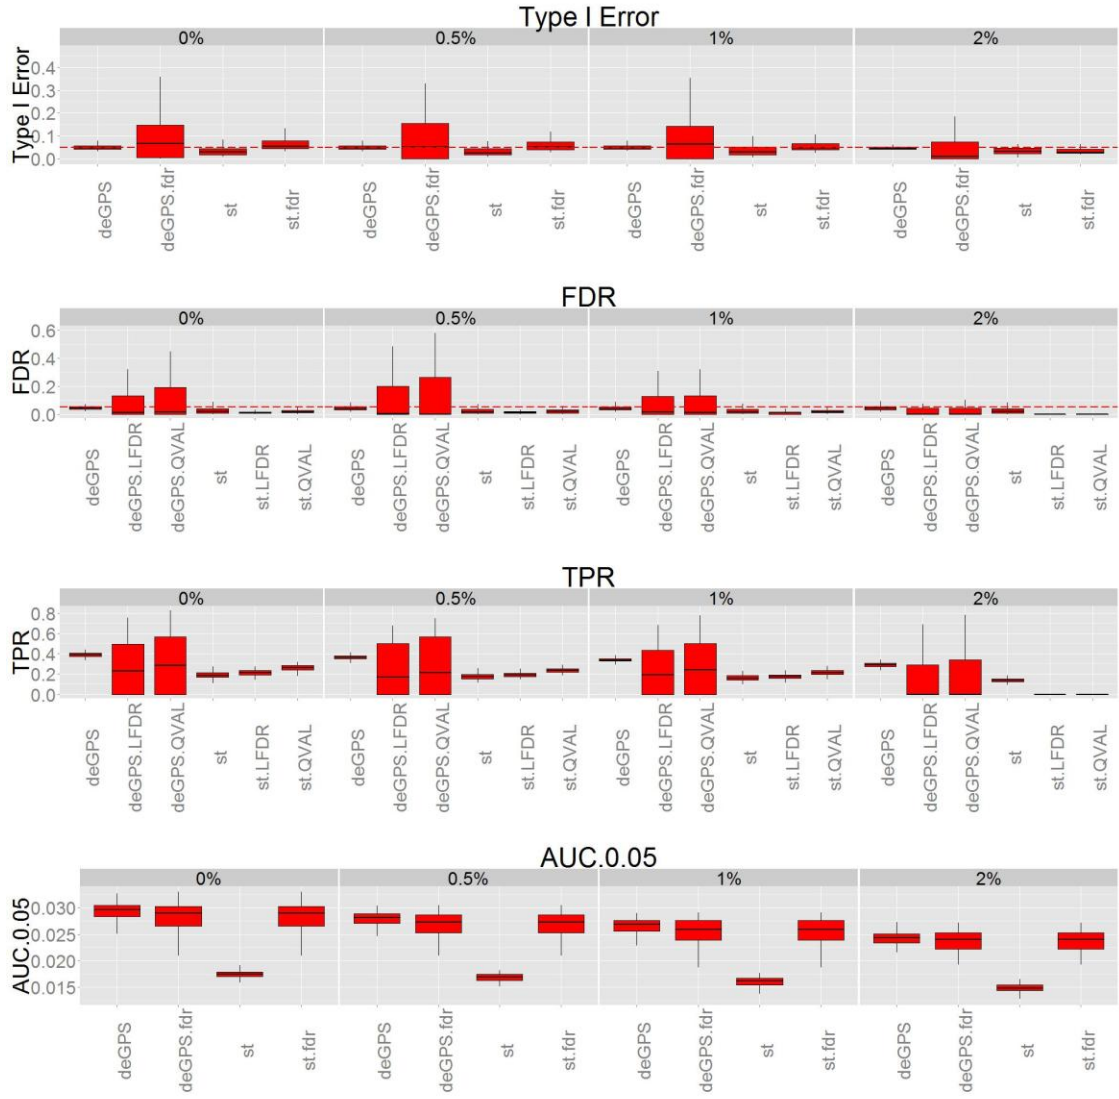 Type I Error
0% 0.5% 1% 2%
Type I Error
0.4
0.3
0.2
0.1
0.0
deGPS deGPS.fdr st st.fdr deGPS deGPS.fdr st st.fdr deGPS deGPS.fdr st st.fdr deGPS deGPS.fdr st st.fdr
FDR
0% 0.5% 1% 2%
FDR
0.6
0.4
0.2
0.0
deGPS deGPS.LFDR deGPS.QVAL st st.LFDR st.QVAL deGPS deGPS.LFDR deGPS.QVAL st st.LFDR st.QVAL deGPS deGPS.LFDR deGPS.QVAL st st.LFDR st.QVAL deGPS deGPS.LFDR deGPS.QVAL st st.LFDR st.QVAL
TPR
0% 0.5% 1% 2%
TPR
0.8
0.6
0.4
0.2
0.0
deGPS deGPS.LFDR deGPS.QVAL st st.LFDR st.QVAL deGPS deGPS.LFDR deGPS.QVAL st st.LFDR st.QVAL deGPS deGPS.LFDR deGPS.QVAL st st.LFDR st.QVAL deGPS deGPS.LFDR deGPS.QVAL st st.LFDR st.QVAL
AUC.0.05
0% 0.5% 1% 2%
AUC.0.05
0.030
0.025
0.020
0.015
deGPS deGPS.fdr st st.fdr deGPS deGPS.fdr st st.fdr deGPS deGPS.fdr st st.fdr deGPS deGPS.fdr st st.fdr